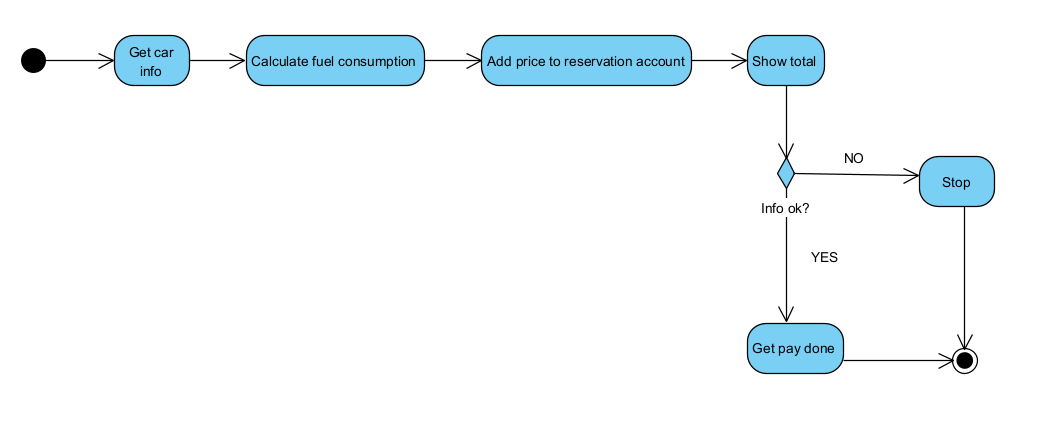 Get car
info
Calculate fuel consumption
Add price to reservation account
Show total
NO
Stop
Info ok?
YES
Get pay done